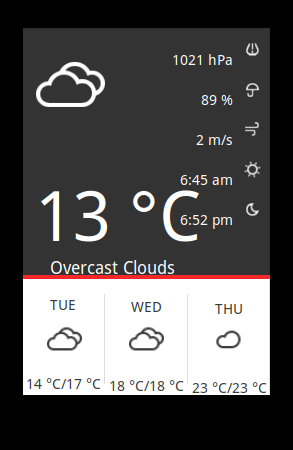 1021 hPa
89 %
2 m/s
6:45 am
13 °C
6:52 pm
Overcast Clouds
TUE
WED
THU
14 °C/17 °C
18 °C/18 °C
23 °C/23 °C